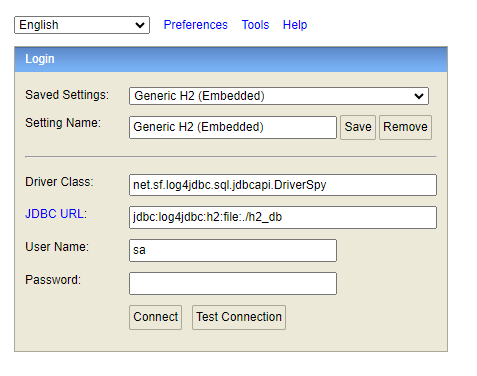 English Preferences Tools Help
Login
Saved Settings: Generic H2 (Embedded)
Setting Name: Generic H2 (Embedded) Save Remove
Driver Class: net.sf.log4jdbc.sql.jdbcapi.DriverSpy
JDBC URL: jdbc:log4jdbc:h2:file:./h2_db
User Name: sa
Password:
Connect Test Connection